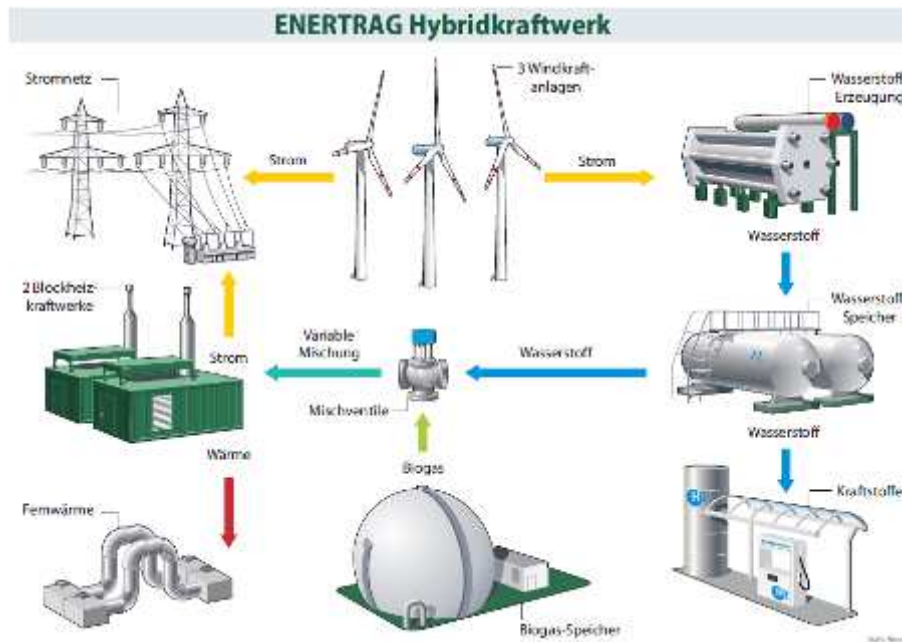 ENERTRAG Hybridkraftwerk
Stromnetz
3 Windkraft-
anlagen
Wasserstoff
Erzeugung
Strom
Strom
Wasserstoff
2 Blockheiz
kraftwerke
Wasserstoff
Speicher
Strom
Variable
Mischung
Wasserstoff
Mischventile
Wasserstoff
Wärme
Biogas
Kraftstoffe
Fernwärme
Biogas-Speicher